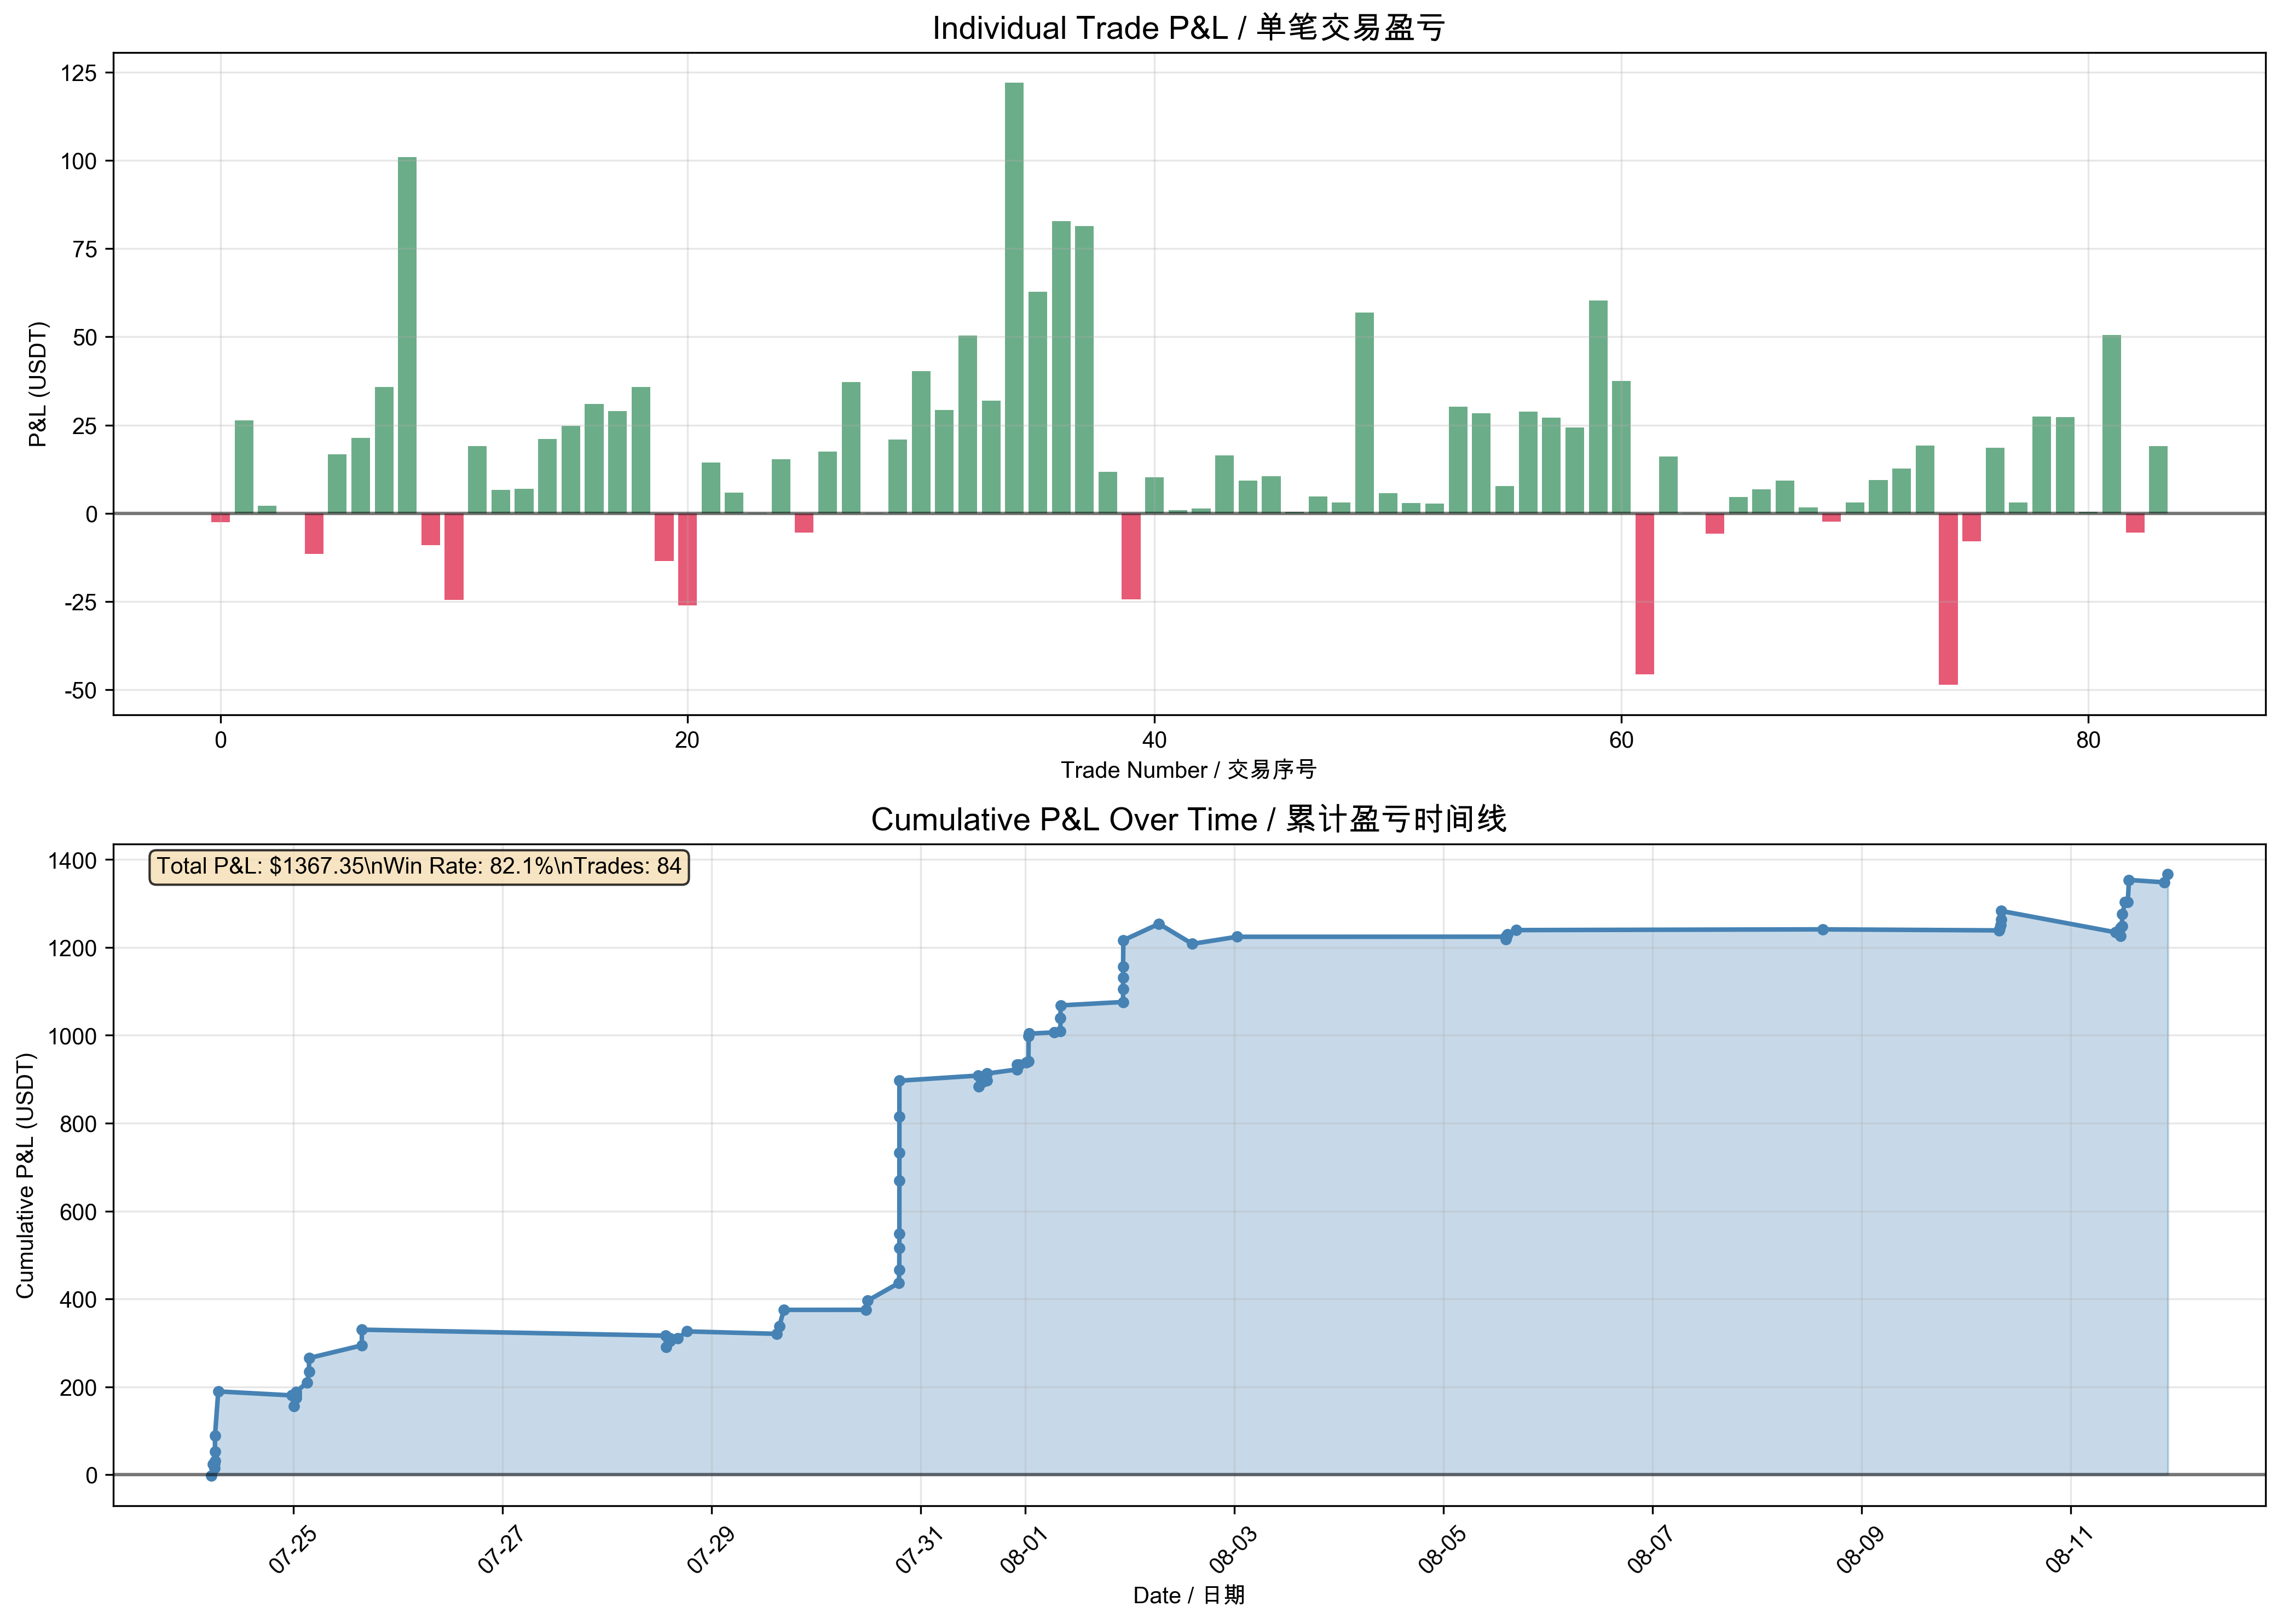 Individual Trade P&L / 单笔交易盈亏
125
100
75
50
25
0
-25
-50
P&L (USDT)
0 20 40 60 80
Trade Number / 交易序号
Cumulative P&L Over Time / 累计盈亏时间线
Total P&L: $1367.35\nWin Rate: 82.1%\nTrades: 84
1400
1200
1000
800
600
400
200
0
Cumulative P&L (USDT)
07-25 07-27 07-29 07-31 08-01 08-03 08-05 08-07 08-09 08-11
Date / 日期